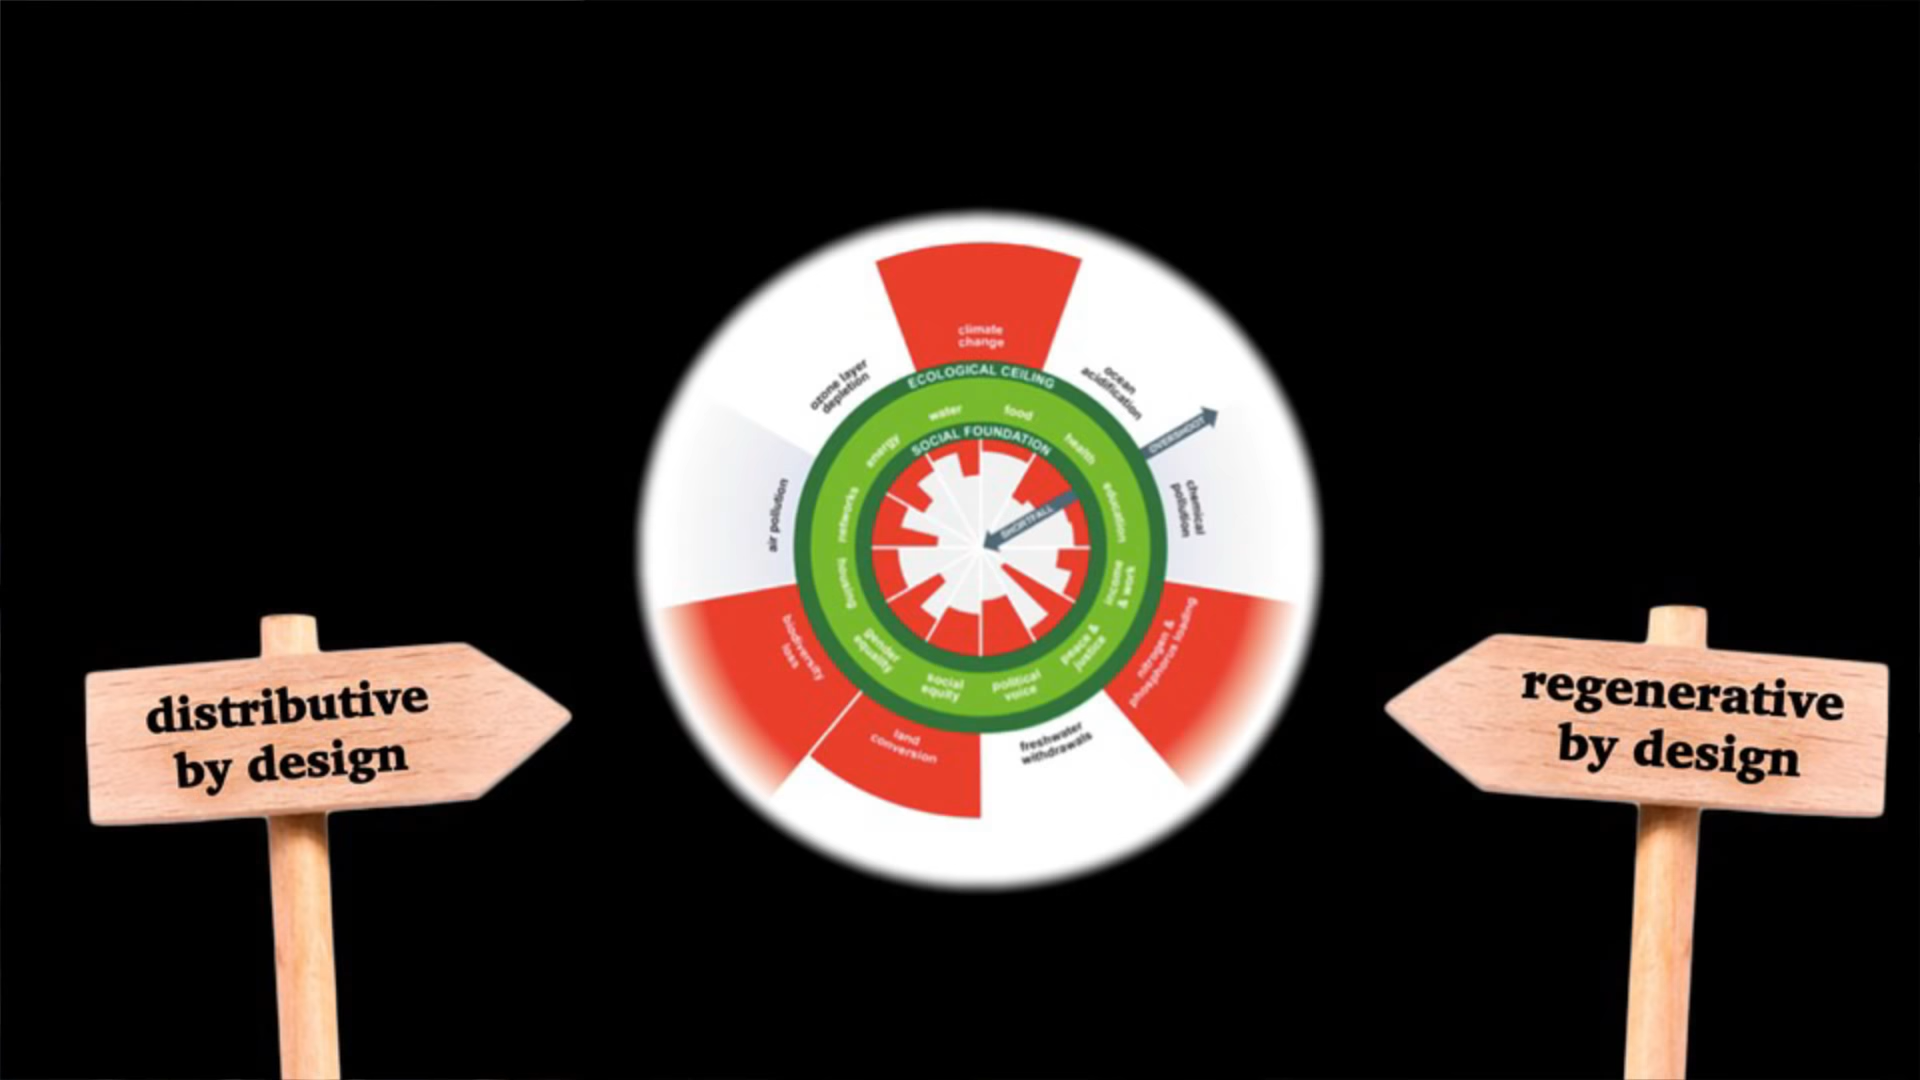 distributive
by design
climate
change
ozone layer
depletion
ocean
acidification
ECOLOGICAL CEILING
OVERSHOOT
water
food
energy
health
SOCIAL FOUNDATION
SHORTFALL
air pollution
chemical
pollution
networks
education
housing
income
& work
gender
equality
peace &
justice
social
equity
political
voice
biodiversity
loss
nitrogen &
phosphorus loading
land
conversion
freshwater
withdrawals
regenerative
by design